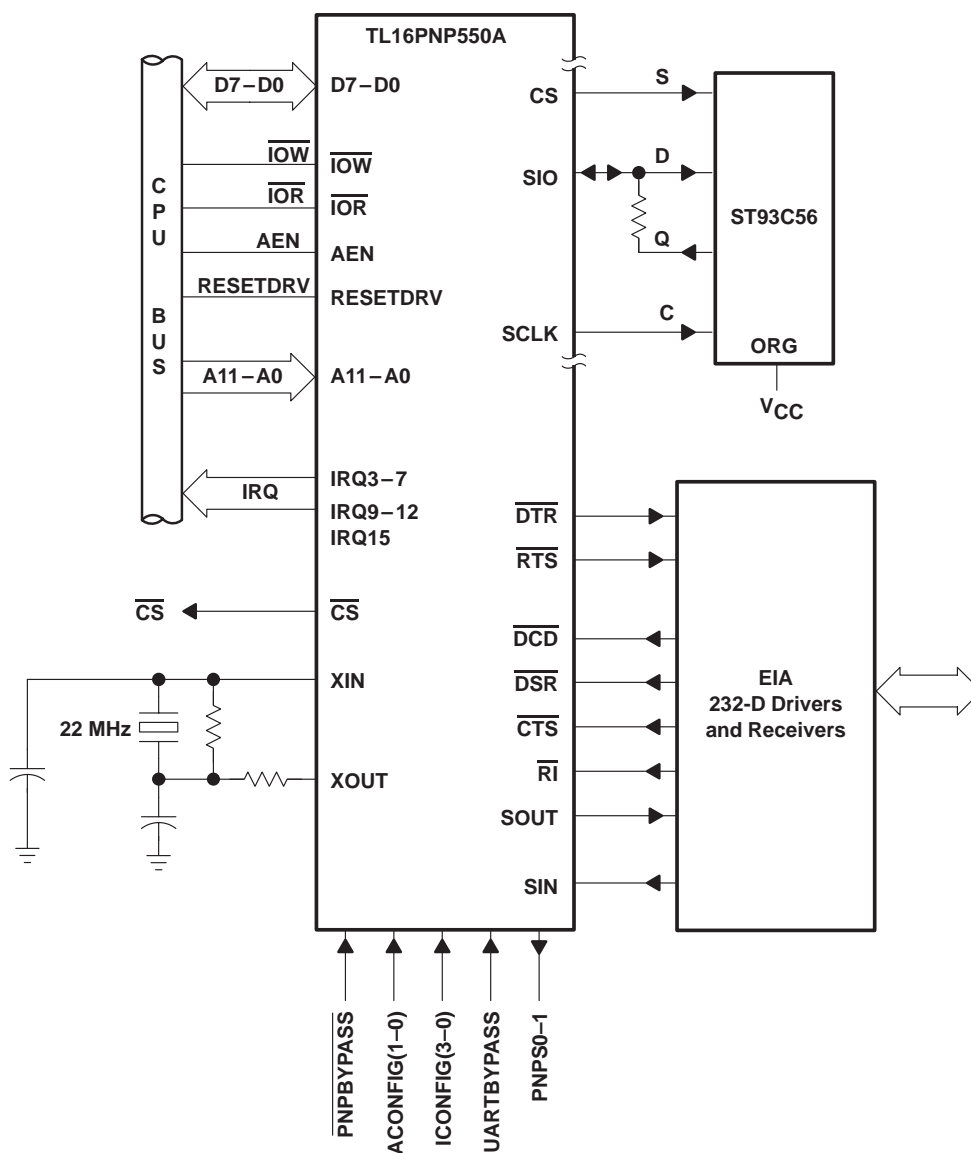 TL16PNP550A
D7–D0
D7–D0
CS
S
IOW
IOW
SIO
D
IOR
IOR
ST93C56
AEN
AEN
Q
RESETDRV
RESETDRV
SCLK
C
ORG
A11–A0
A11–A0
VCC
CPU
BUS
IRQ
IRQ3–7
IRQ9–12
IRQ15
DTR
RTS
CS
CS
DCD
DSR
CTS
RI
SOUT
SIN
EIA
232-D Drivers
and Receivers
XIN
22 MHz
XOUT
PNPBYPASS
ACONFIG(1–0)
ICONFIG(3–0)
UARTBYPASS
PNPS0–1